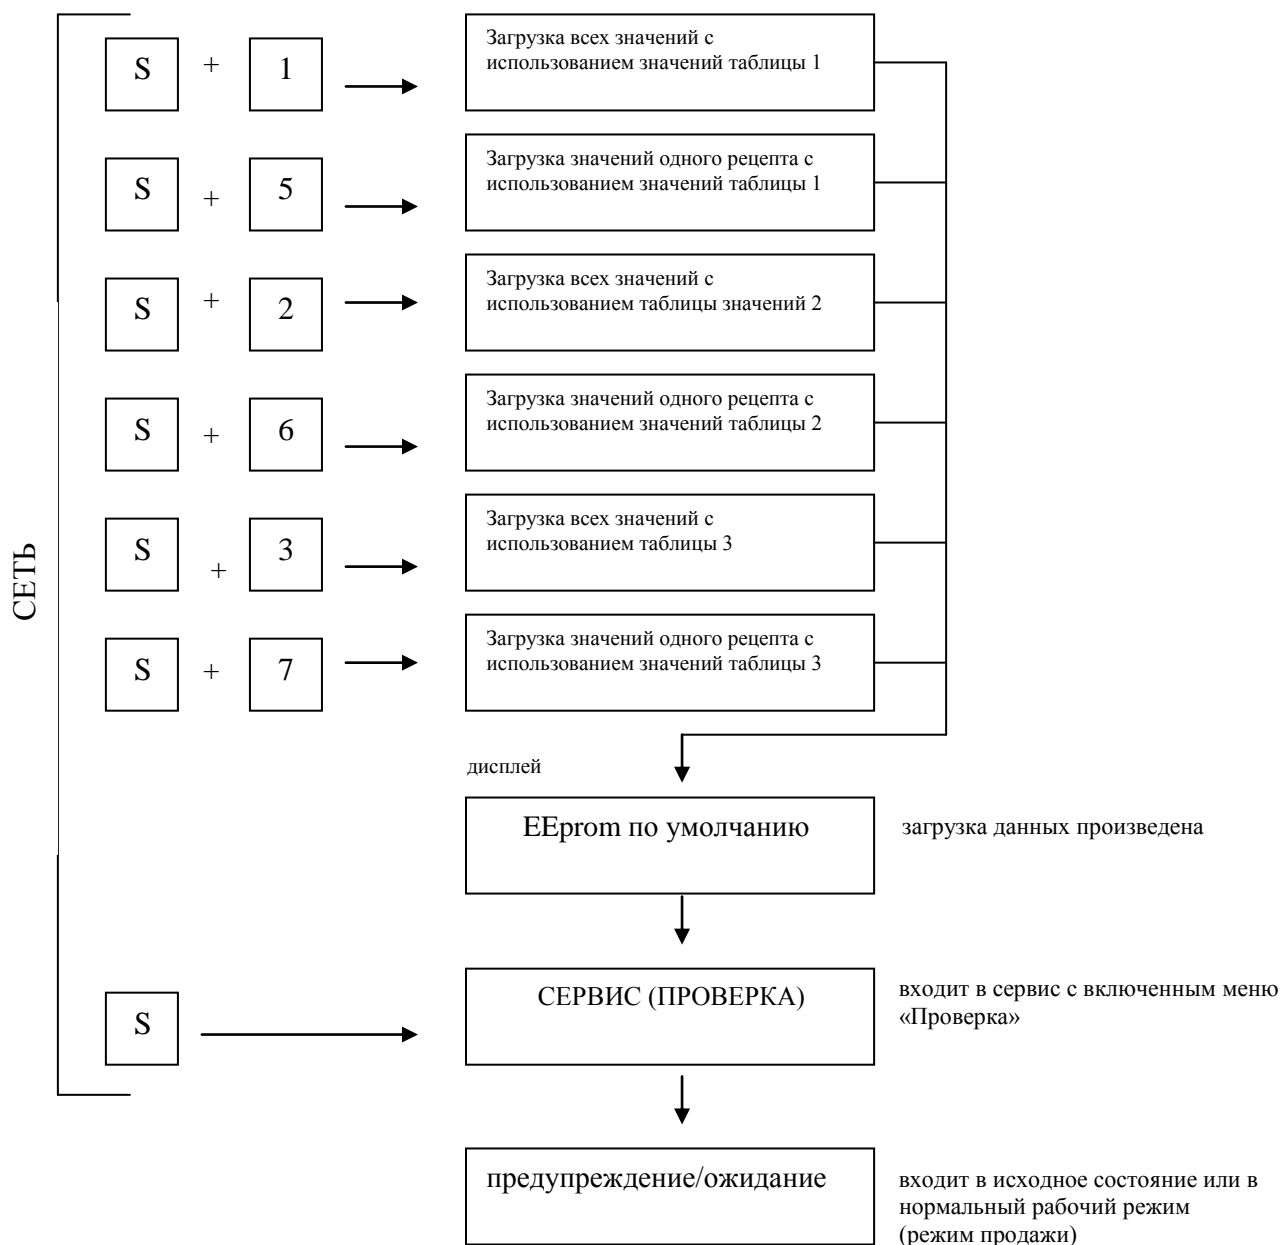 Загрузка всех значений с
S + 1 использованием значений таблицы 1
Загрузка значений одного рецепта с
S + 5 использованием значений таблицы 1
Загрузка всех значений с
S + 2 использованием таблицы значений 2
Загрузка значений одного рецепта с
S + 6 использованием значений таблицы 2
Загрузка всех значений с
S + 3 использованием таблицы 3
СЕТЬ
Загрузка значений одного рецепта с
S + 7 использованием значений таблицы 3
дисплей
EEprom по умолчанию
загрузка данных произведена
S
СЕРВИС (ПРОВЕРКА)
входит в сервис с включенным меню
«Проверка»
предупреждение/ожидание
входит в исходное состояние или в
нормальный рабочий режим
(режим продажи)